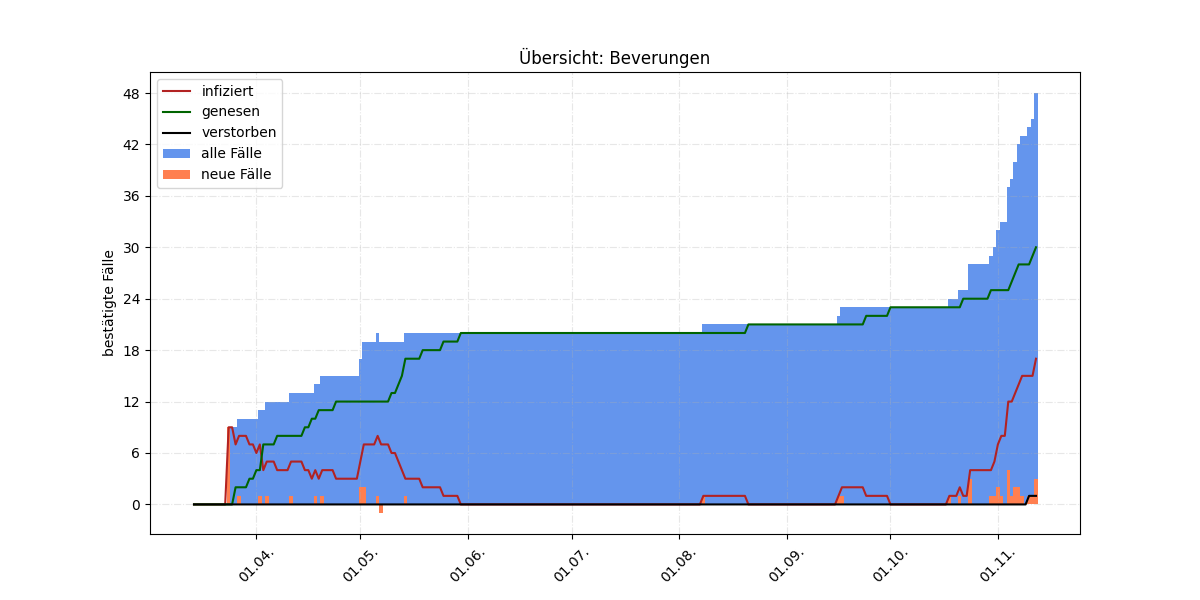 Übersicht: Beverungen
infiziert
genesen
verstorben
alle Fälle
neue Fälle
bestätigte Fälle
48
42
36
30
24
18
12
6
0
01.04.
01.05.
01.06.
01.07.
01.08.
01.09.
01.10.
01.11.